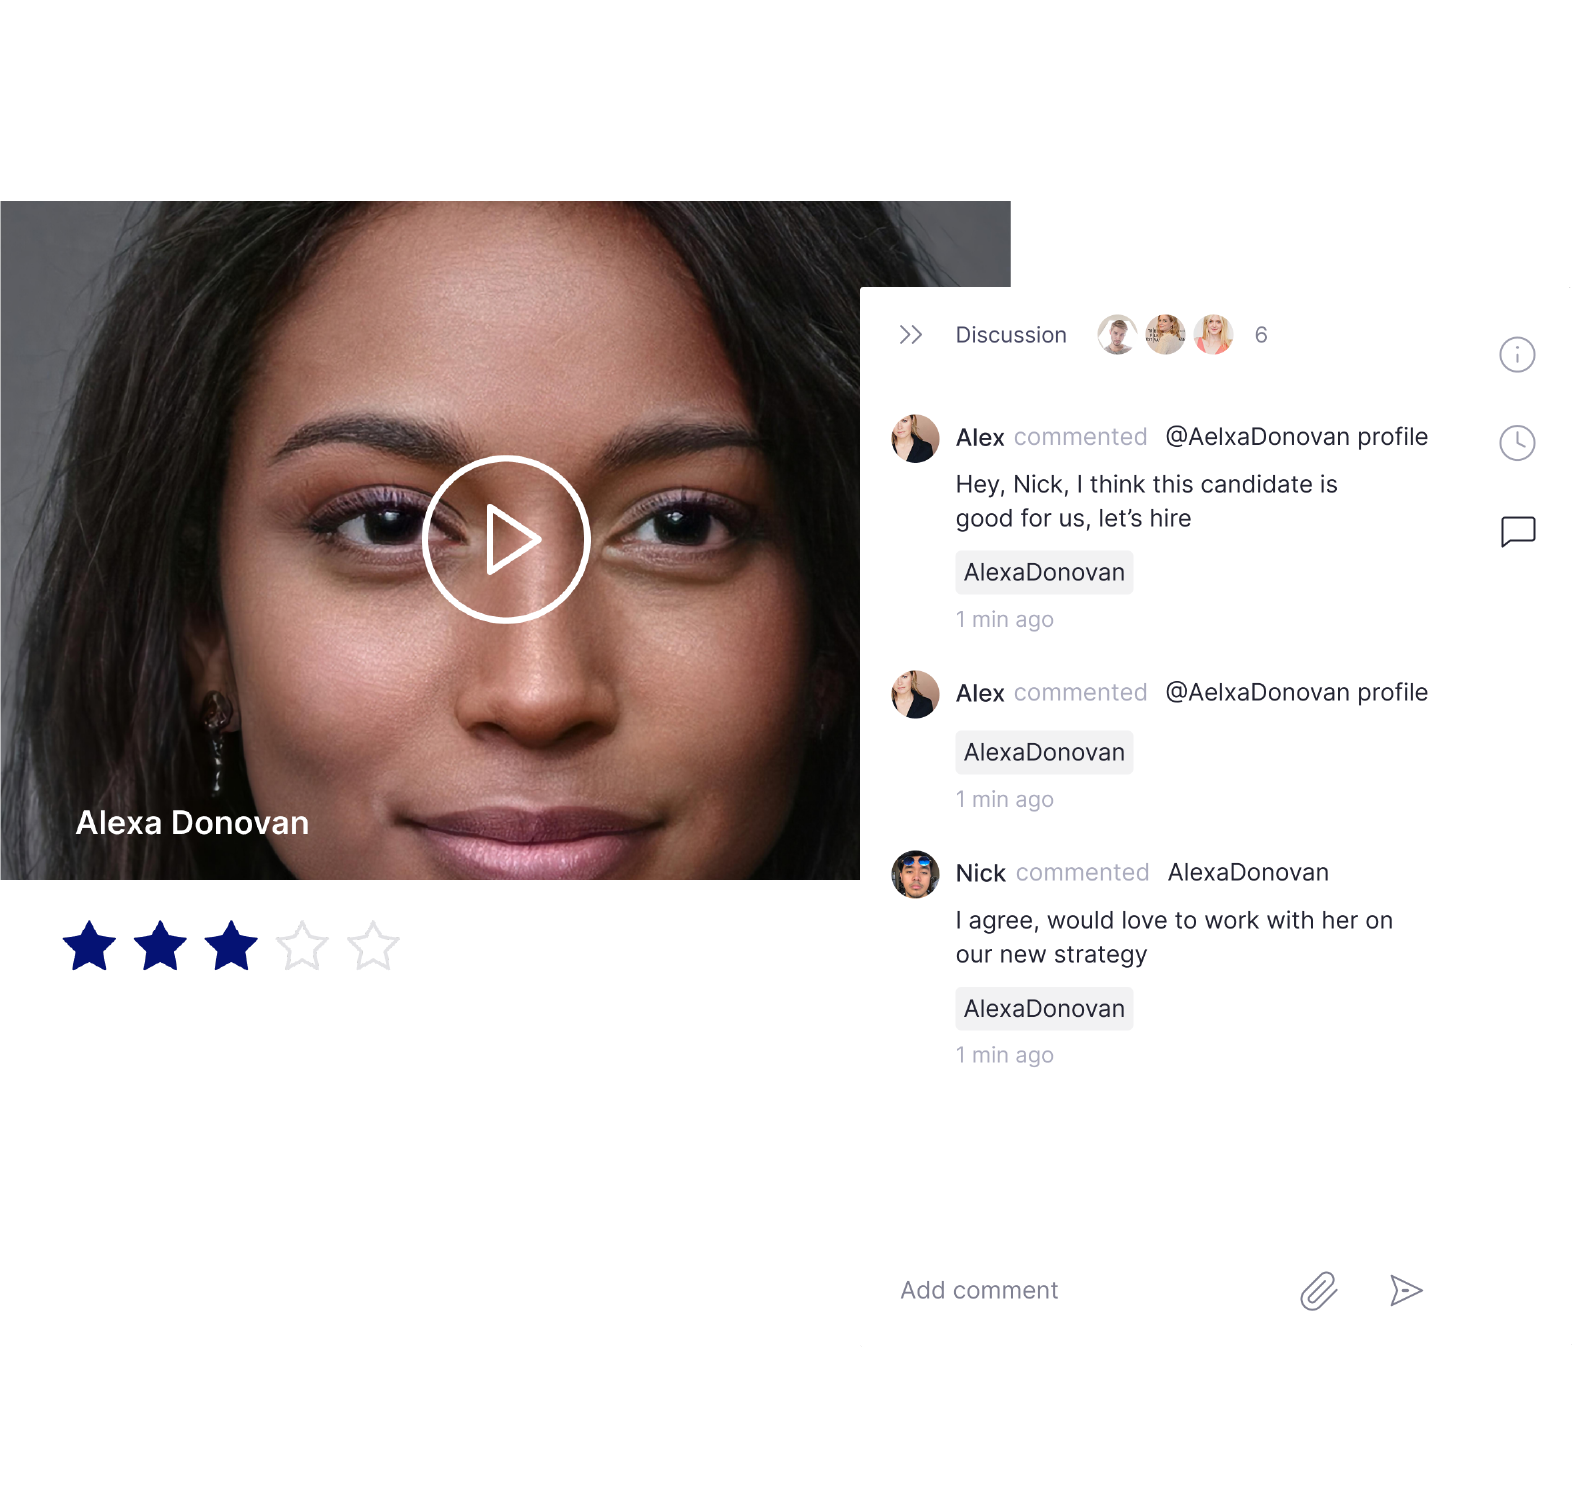 Alexa Donovan
Discussion 6
Alex commented @AelxaDonovan profile
Hey, Nick, I think this candidate is
good for us, let’s hire
AlexaDonovan
1 min ago
Alex commented @AelxaDonovan profile
AlexaDonovan
1 min ago
Nick commented AlexaDonovan
I agree, would love to work with her on
our new strategy
AlexaDonovan
1 min ago
Add comment